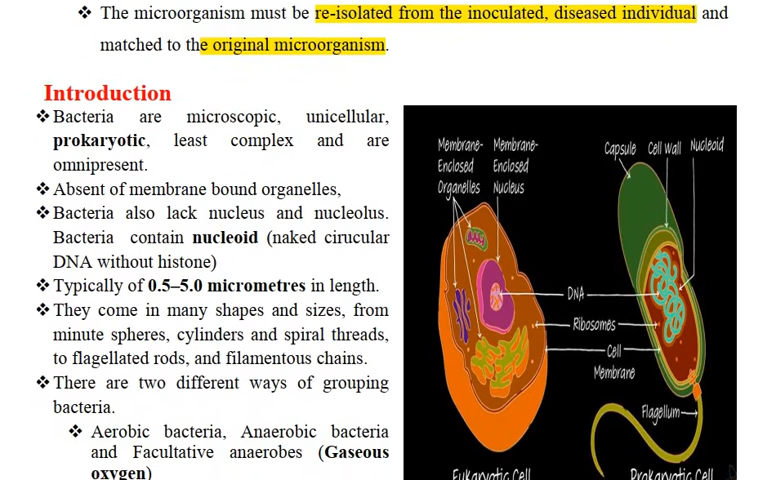 ❖ The microorganism must be re-isolated from the inoculated, diseased individual and
matched to the original microorganism.
Introduction
❖ Bacteria are microscopic, unicellular,
prokaryotic, least complex and are
omnipresent.
❖ Absent of membrane bound organelles,
❖ Bacteria also lack nucleus and nucleolus.
Bacteria contain nucleoid (naked cirucular
DNA without histone)
❖ Typically of 0.5–5.0 micrometres in length.
❖ They come in many shapes and sizes, from
minute spheres, cylinders and spiral threads,
to flagellated rods, and filamentous chains.
❖ There are two different ways of grouping
bacteria.
❖ Aerobic bacteria, Anaerobic bacteria
and Facultative anaerobes (Gaseous
oxygen)
Membrane-
Enclosed
Organelles
Membrane-
Enclosed
Nucleus
Capsule
Cell Wall
Nucleoid
DNA
Ribosomes
Cell
Membrane
Flagellum
Eukaryotic Cell
Prokaryotic Cell